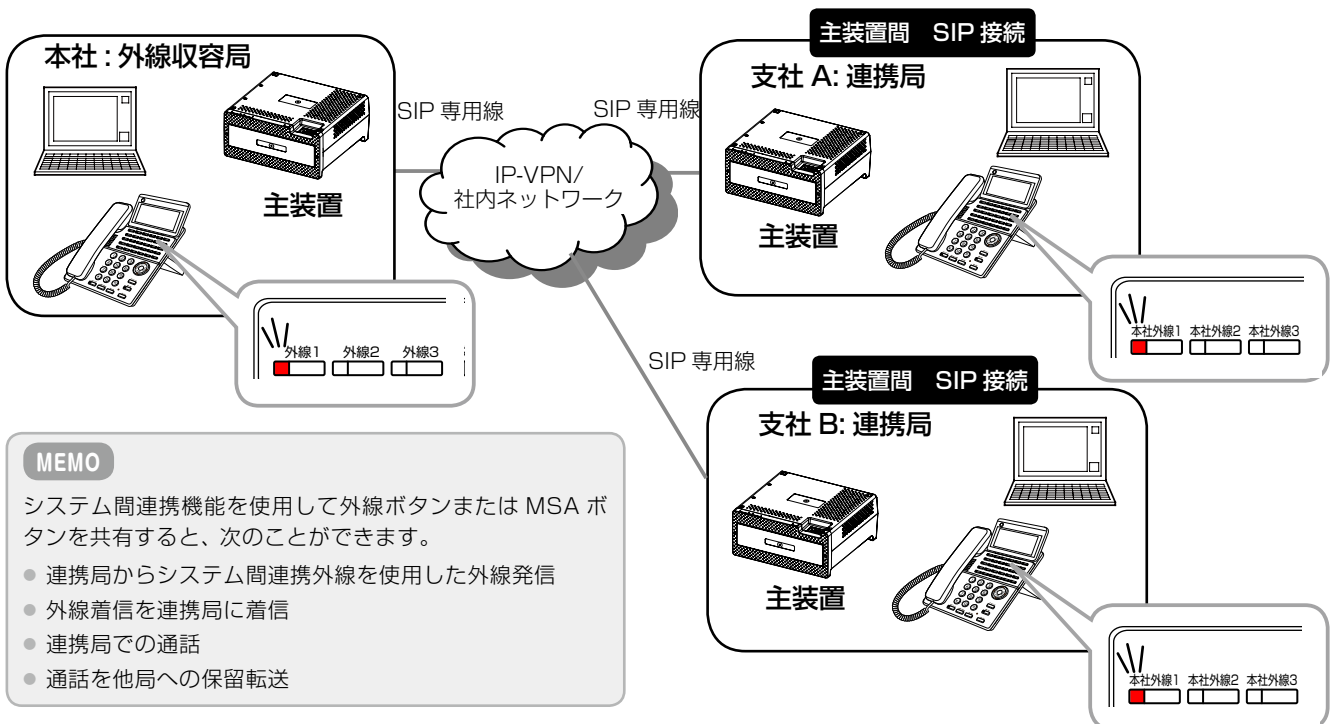 本社 : 外線収容局
主装置
外線1 外線2 外線3
SIP 専用線
IP-VPN/
社内ネットワーク
SIP 専用線
主装置間 SIP 接続
支社 A: 連携局
主装置
本社外線1 本社外線2 本社外線3
SIP 専用線
主装置間 SIP 接続
支社 B: 連携局
主装置
本社外線1 本社外線2 本社外線3
MEMO
システム間連携機能を使用して外線ボタンまたは MSA ボ
タンを共有すると、次のことができます。
● 連携局からシステム間連携外線を使用した外線発信
● 外線着信を連携局に着信
● 連携局での通話
● 通話を他局への保留転送